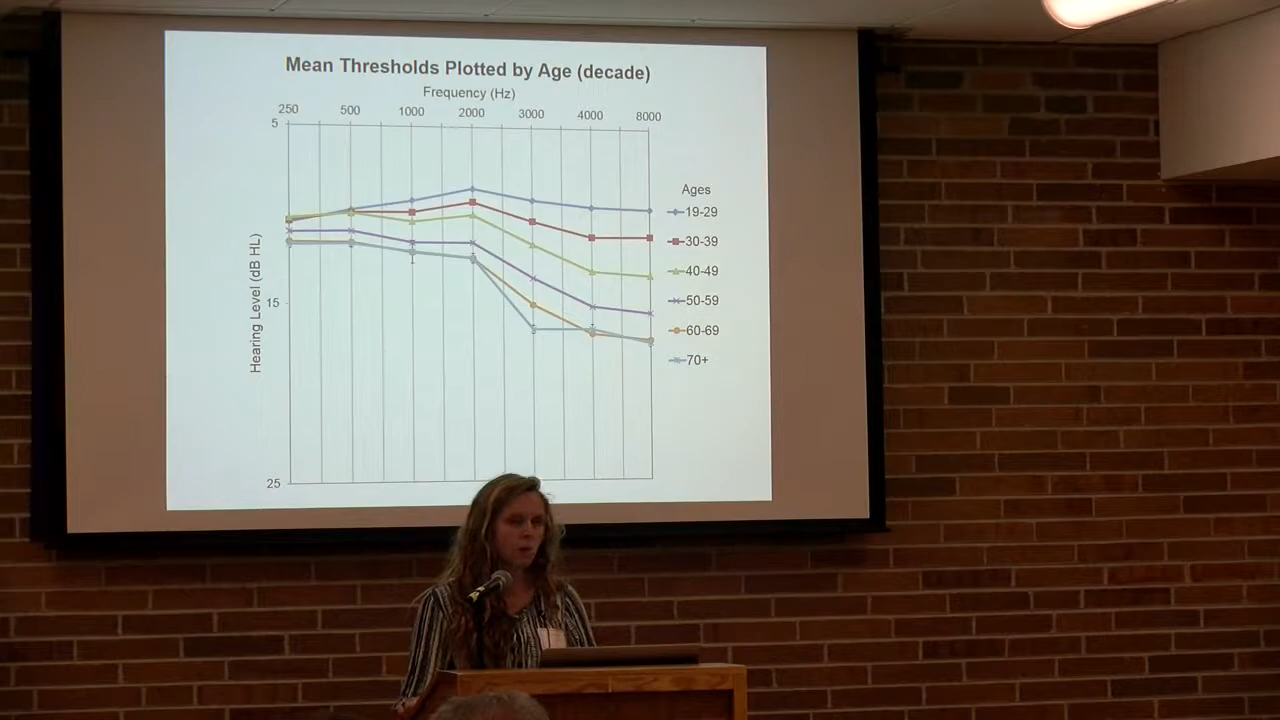 Mean Thresholds Plotted by Age (decade)
Frequency (Hz)
250 500 1000 2000 3000 4000 8000
5
15
25
Hearing Level (dB HL)
Ages
19-29
30-39
40-49
50-59
60-69
70+